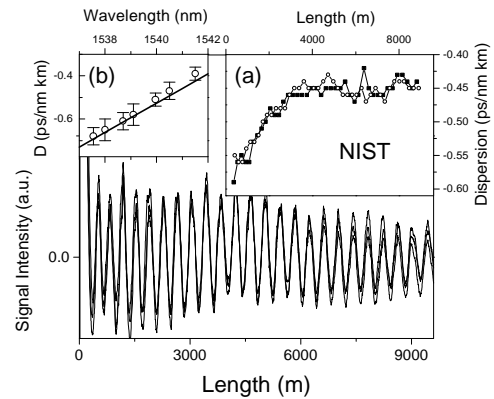 Wavelength (nm)
Length (m)
1538
1540
1542
0
4000
8000
-0.4
-0.6
D (ps/nm km)
(b)
(a)
NIST
-0.40
-0.45
-0.50
-0.55
-0.60
Dispersion (ps/nm km)
Signal Intensity (a.u.)
0.0
0
3000
6000
9000
Length (m)